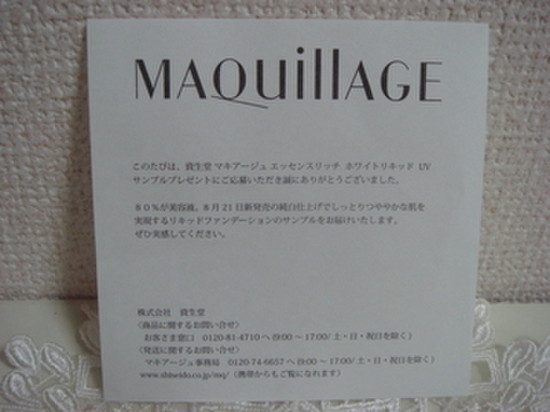 MAQuillAGE
このたびは、資生堂 マキアージュ エッセンスリッチ ホワイトリキッド UV
サンプルプレゼントにご応募いただき誠にありがとうございました。
８０％が美容液。８月２１日新発売の純白仕上げでしっとりつややかな肌を
実現するリキッドファンデーションのサンプルをお届けいたします。
ぜひ実感してください。
株式会社 資生堂
〈商品に関するお問い合せ〉
お客さま窓口 0120-81-4710 へ (9:00 ～ 17:00/ 土・日・祝日を除く )
〈発送に関するお問い合せ〉
マキアージュ事務局 0120-74-6657 へ (9:00 ～ 17:00/ 土・日・祝日を除く )
www.shiseido.co.jp/mq/〈携帯からもご覧になれます〉